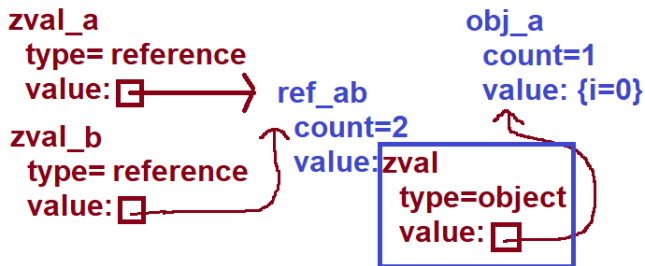 zval_a
type= reference
value:
zval_b
type= reference
value:
ref_ab
count=2
value:zval
type=object
value:
obj_a
count=1
value: {i=0}